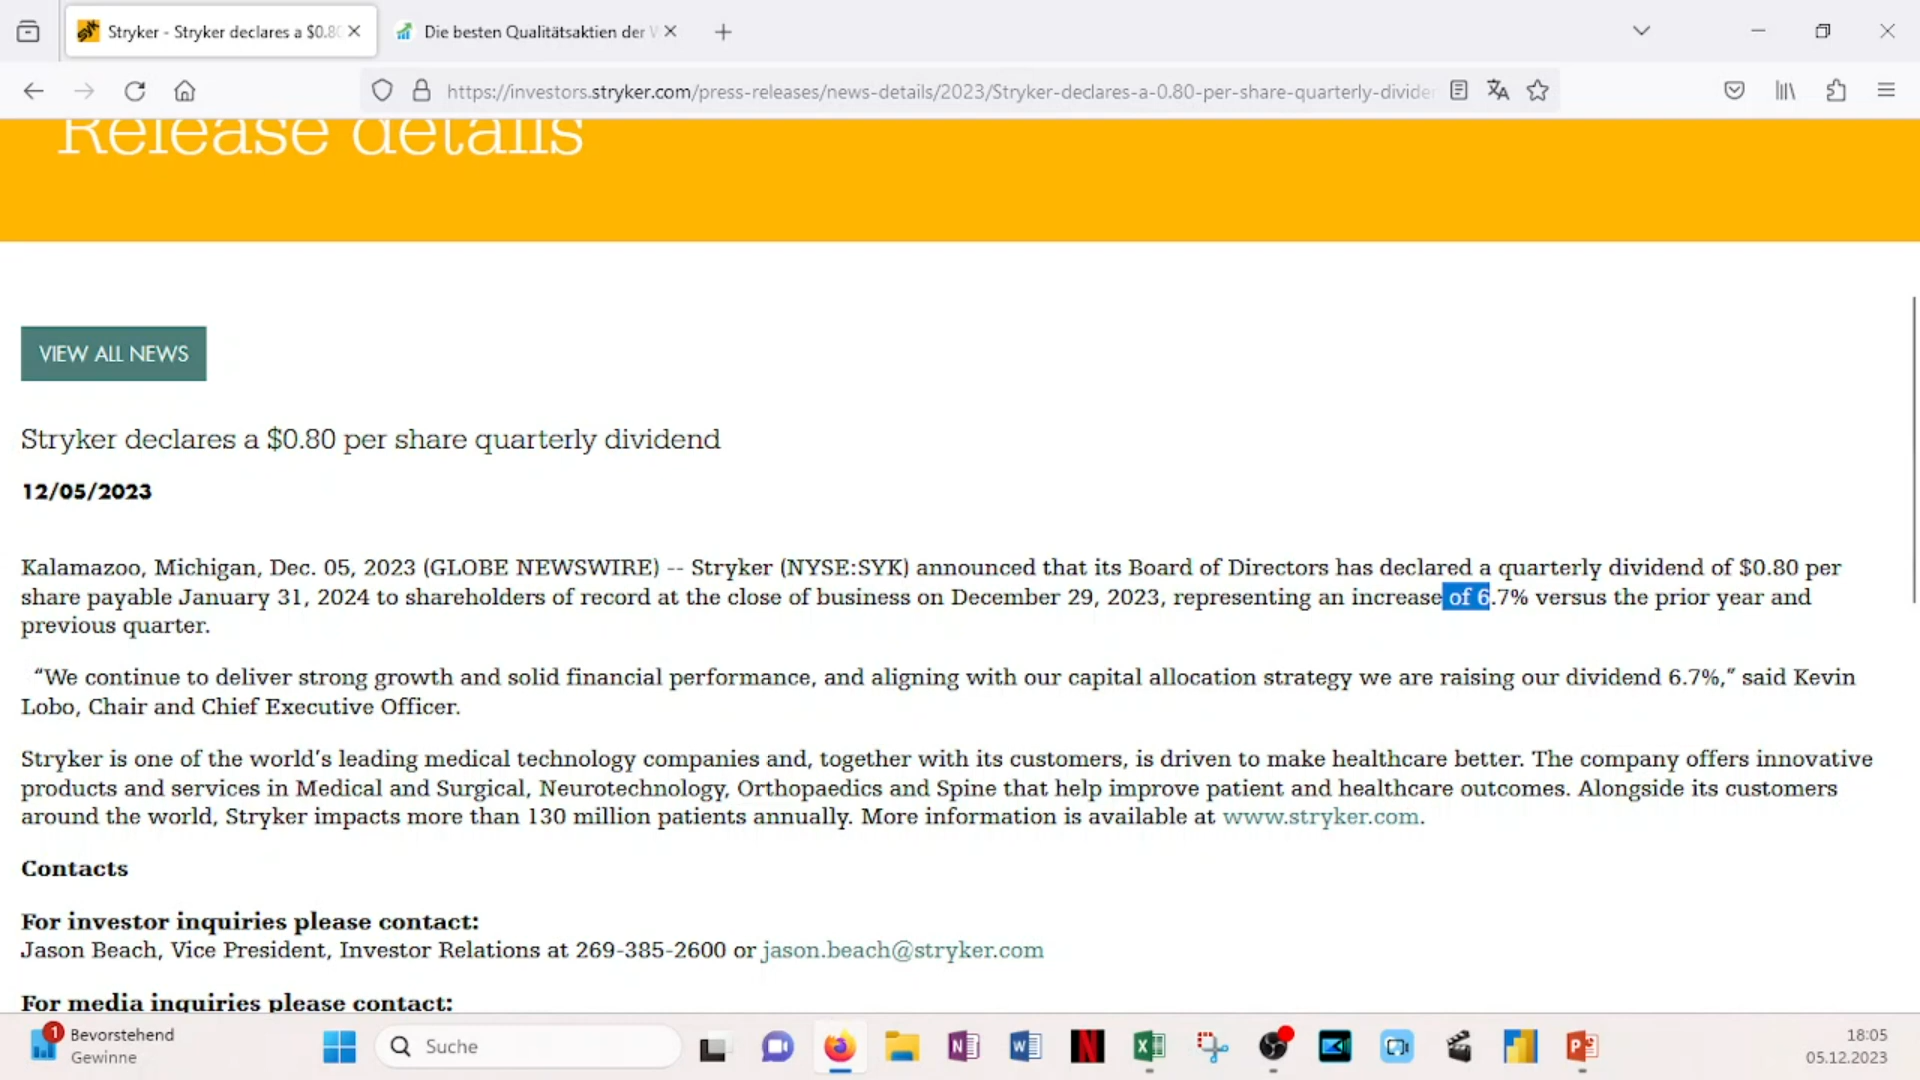 Stryker - Stryker declares a $0.80
Die besten Qualitätsaktien der W
https://investors.stryker.com/press-releases/news-details/2023/Stryker-declares-a-0.80-per-share-quarterly-divider
Release details
VIEW ALL NEWS
Stryker declares a $0.80 per share quarterly dividend
12/05/2023
Kalamazoo, Michigan, Dec. 05, 2023 (GLOBE NEWSWIRE) -- Stryker (NYSE:SYK) announced that its Board of Directors has declared a quarterly dividend of $0.80 per
share payable January 31, 2024 to shareholders of record at the close of business on December 29, 2023, representing an increase of 6.7% versus the prior year and
previous quarter.
“We continue to deliver strong growth and solid financial performance, and aligning with our capital allocation strategy we are raising our dividend 6.7%,” said Kevin
Lobo, Chair and Chief Executive Officer.
Stryker is one of the world’s leading medical technology companies and, together with its customers, is driven to make healthcare better. The company offers innovative
products and services in Medical and Surgical, Neurotechnology, Orthopaedics and Spine that help improve patient and healthcare outcomes. Alongside its customers
around the world, Stryker impacts more than 130 million patients annually. More information is available at www.stryker.com.
Contacts
For investor inquiries please contact:
Jason Beach, Vice President, Investor Relations at 269-385-2600 or jason.beach@stryker.com
For media inquiries please contact:
1
Bevorstehend
Gewinne
Suche
18:05
05.12.2023